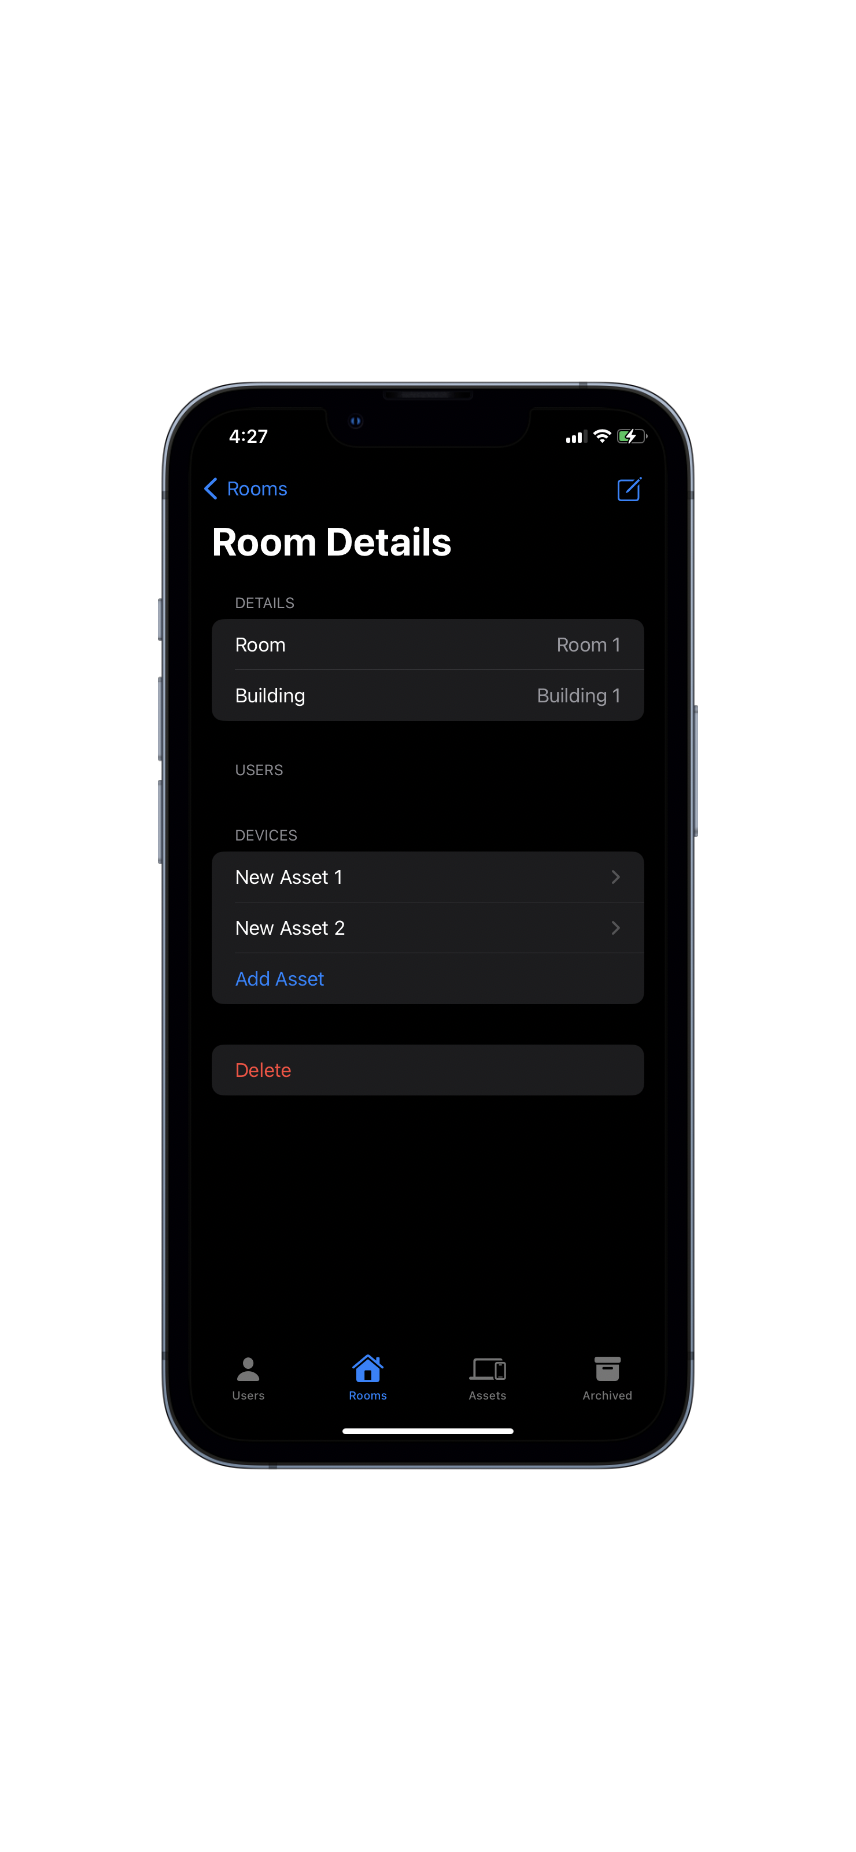 4:27
Rooms
Room Details
DETAILS
Room Room 1
Building Building 1
USERS
DEVICES
New Asset 1
New Asset 2
Add Asset
Delete
Users Rooms Assets Archived